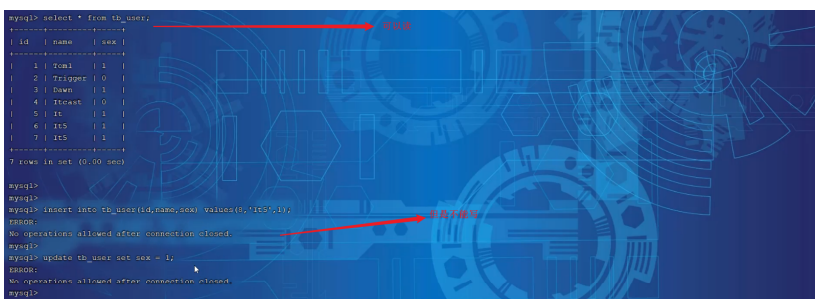 mysql> select * from tb_user;
+------+---------+-----+
| id | name | sex |
+------+---------+-----+
| 1 | Tom1 | 1 |
| 2 | Trigger | 0 |
| 3 | Dawn | 1 |
| 4 | Itcast | 0 |
| 5 | It | 1 |
| 6 | It5 | 1 |
| 7 | It5 | 1 |
+------+---------+-----+
7 rows in set (0.00 sec)
mysql>
mysql>
mysql> insert into tb_user(id,name,sex) values(8,'It6',1);
ERROR:
No operations allowed after connection closed.
mysql>
mysql> update tb_user set sex = 1;
ERROR:
No operations allowed after connection closed.
mysql>